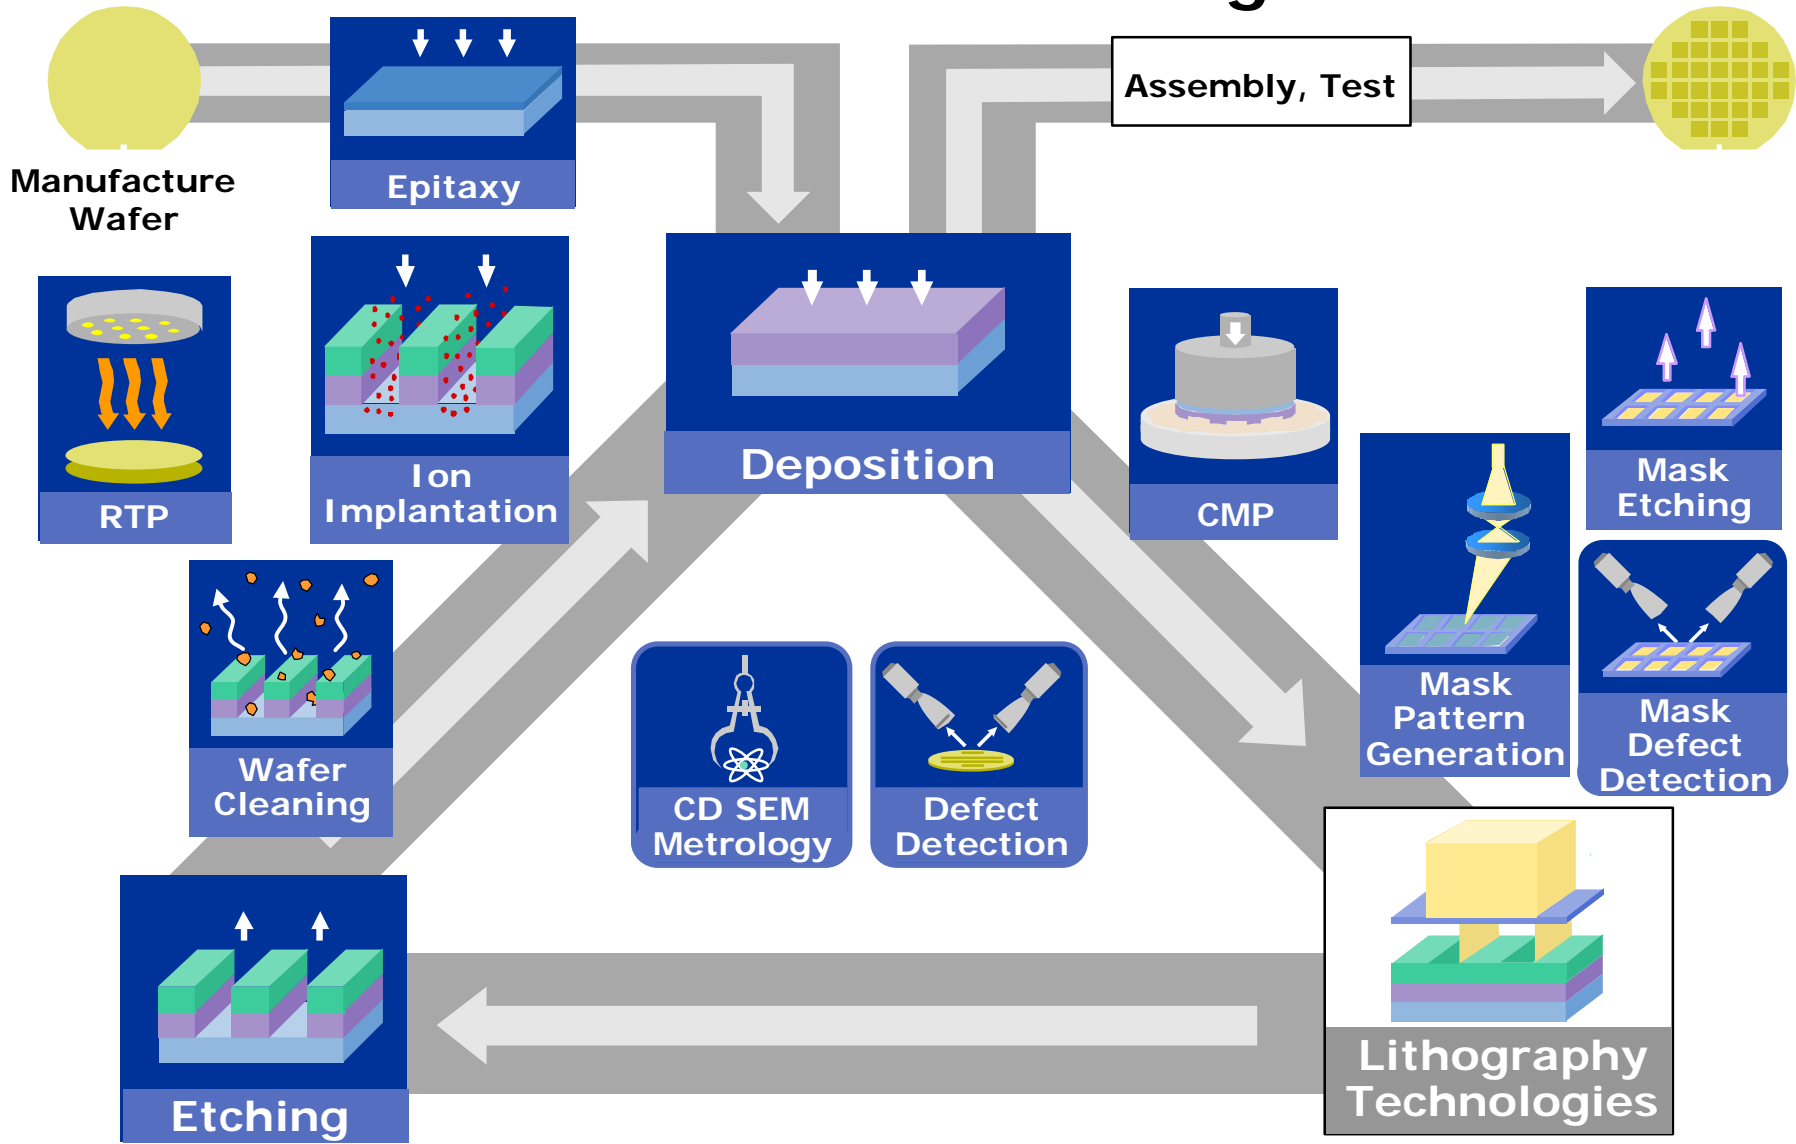 Manufacture
Wafer
Epitaxy
Assembly, Test
RTP
Ion
Implantation
Deposition
CMP
Mask
Etching
Mask
Pattern
Generation
Mask
Defect
Detection
Wafer
Cleaning
CD SEM
Metrology
Defect
Detection
Etching
Lithography
Technologies